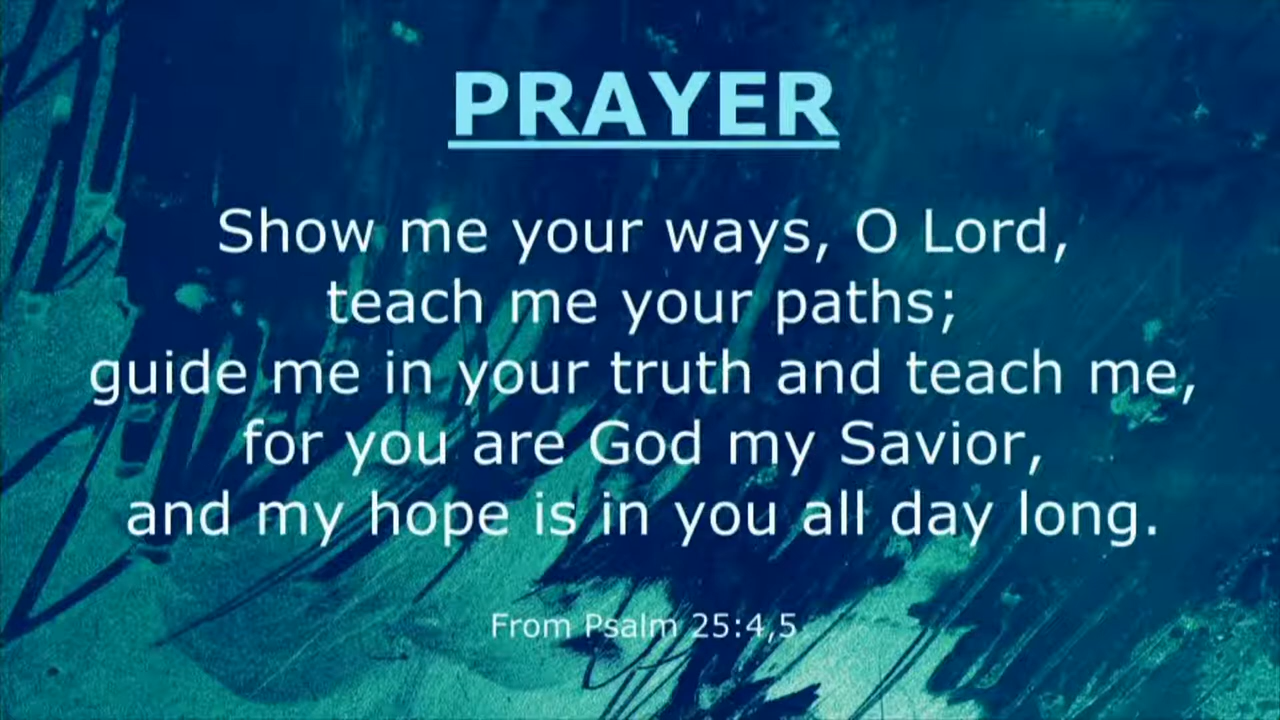 PRAYER
Show me your ways, O Lord,
teach me your paths;
guide me in your truth and teach me,
for you are God my Savior,
and my hope is in you all day long.
From Psalm 25:4,5